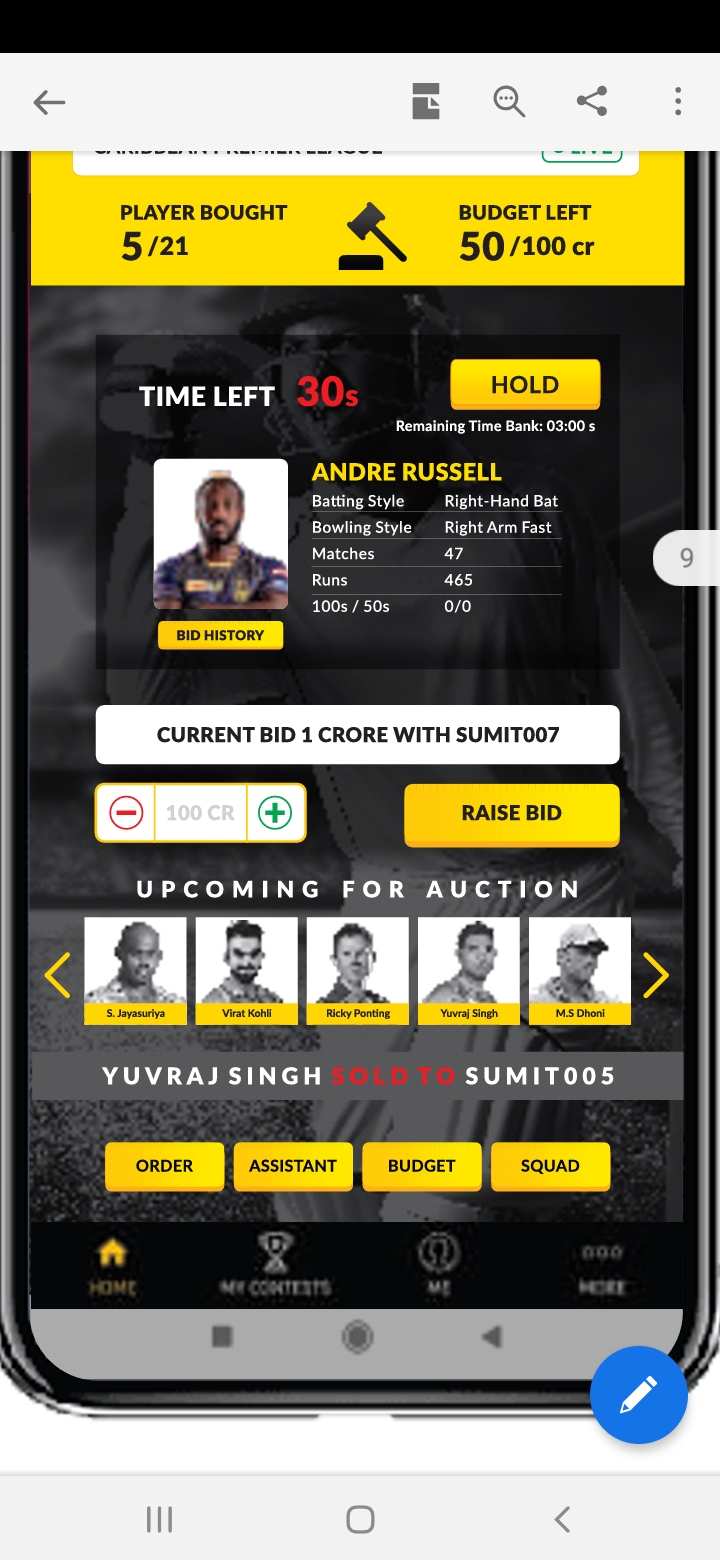 CARIBBEAN PREMIER LEAGUE LIVE
PLAYER BOUGHT
5/21
BUDGET LEFT
50/100 cr
TIME LEFT 30s
HOLD
Remaining Time Bank: 03:00 s
ANDRE RUSSELL
Batting Style Right-Hand Bat
Bowling Style Right Arm Fast
Matches 47
Runs 465
100s / 50s 0/0
BID HISTORY
9
CURRENT BID 1 CRORE WITH SUMIT007
100 CR
RAISE BID
UPCOMING FOR AUCTION
S. Jayasuriya Virat Kohli Ricky Ponting Yuvraj Singh M.S Dhoni
YUVRAJ SINGH SOLD TO SUMIT005
ORDER ASSISTANT BUDGET SQUAD
HOME MY CONTESTS ME MORE